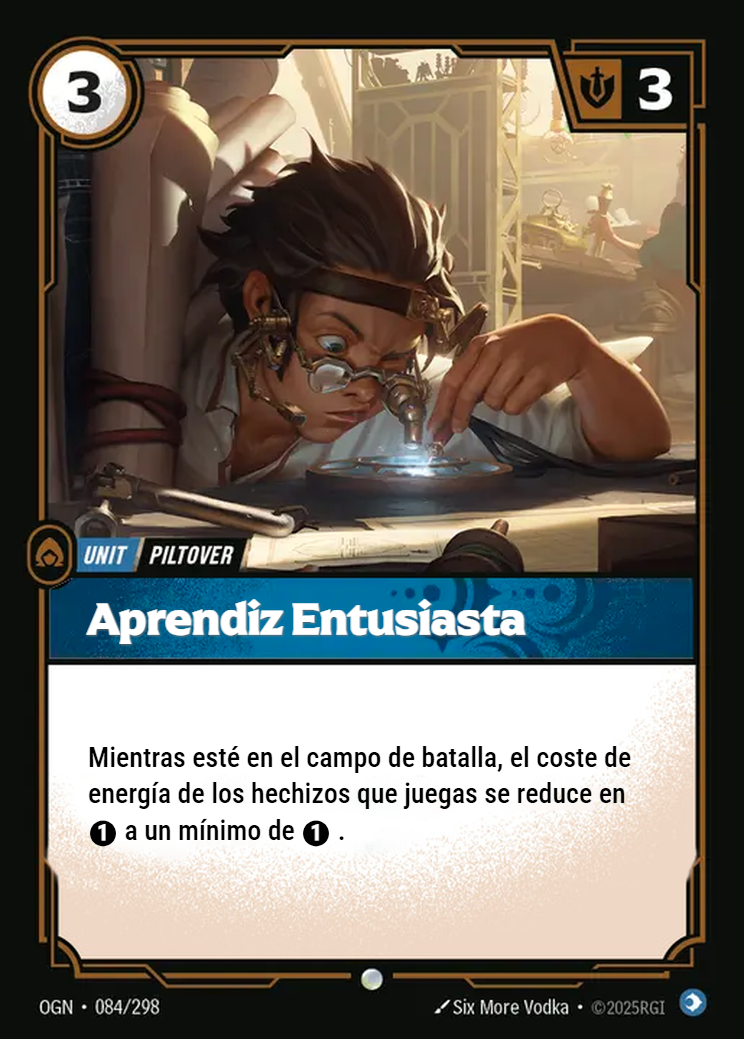 3
3
UNIT PILTOVER
Aprendiz Entusiasta
Mientras esté en el campo de batalla, el coste de
energía de los hechizos que juegas se reduce en
1 a un mínimo de 1 .
OGN • 084/298
Six More Vodka • ©2025RGI